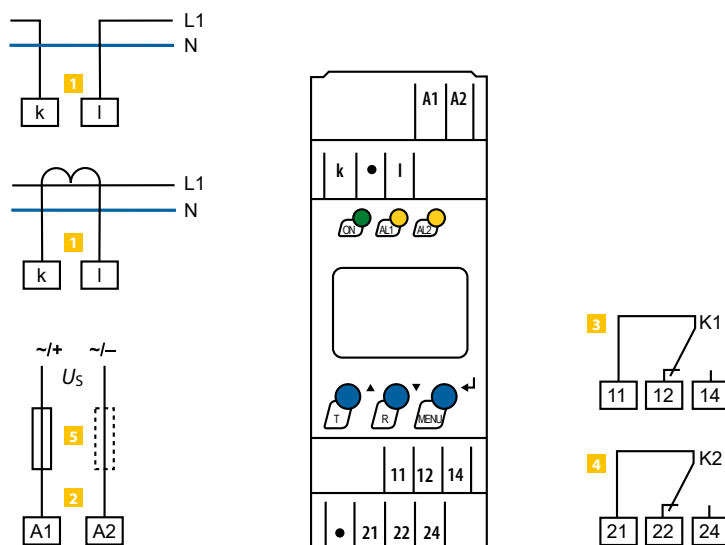 L1
N
1
k l
L1
N
1
k l
~/+ ~/–
US
5
2
A1 A2
A1 A2
k • l
ON AL1 AL2
T R MENU
11 12 14
• 21 22 24
3
K1
11 12 14
4
K2
21 22 24